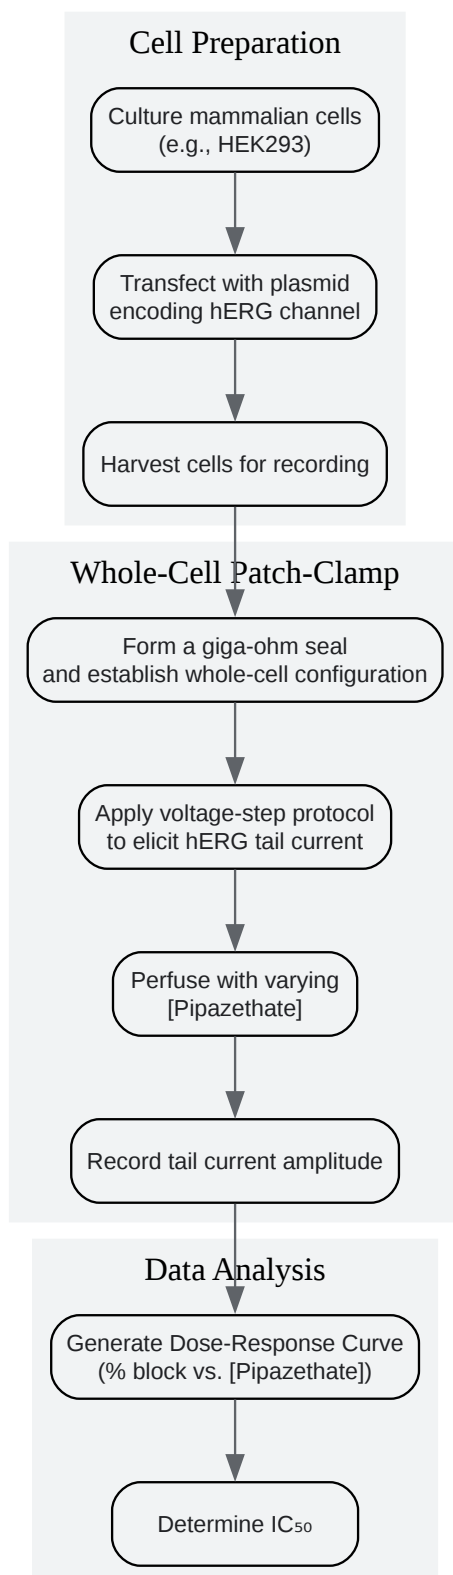 Cell Preparation
Culture mammalian cells
(e.g., HEK293)
Transfect with plasmid
encoding hERG channel
Harvest cells for recording
Whole-Cell Patch-Clamp
Form a giga-ohm seal
and establish whole-cell configuration
Apply voltage-step protocol
to elicit hERG tail current
Perfuse with varying
[Pipazethate]
Record tail current amplitude
Data Analysis
Generate Dose-Response Curve
(% block vs. [Pipazethate])
Determine IC₅₀